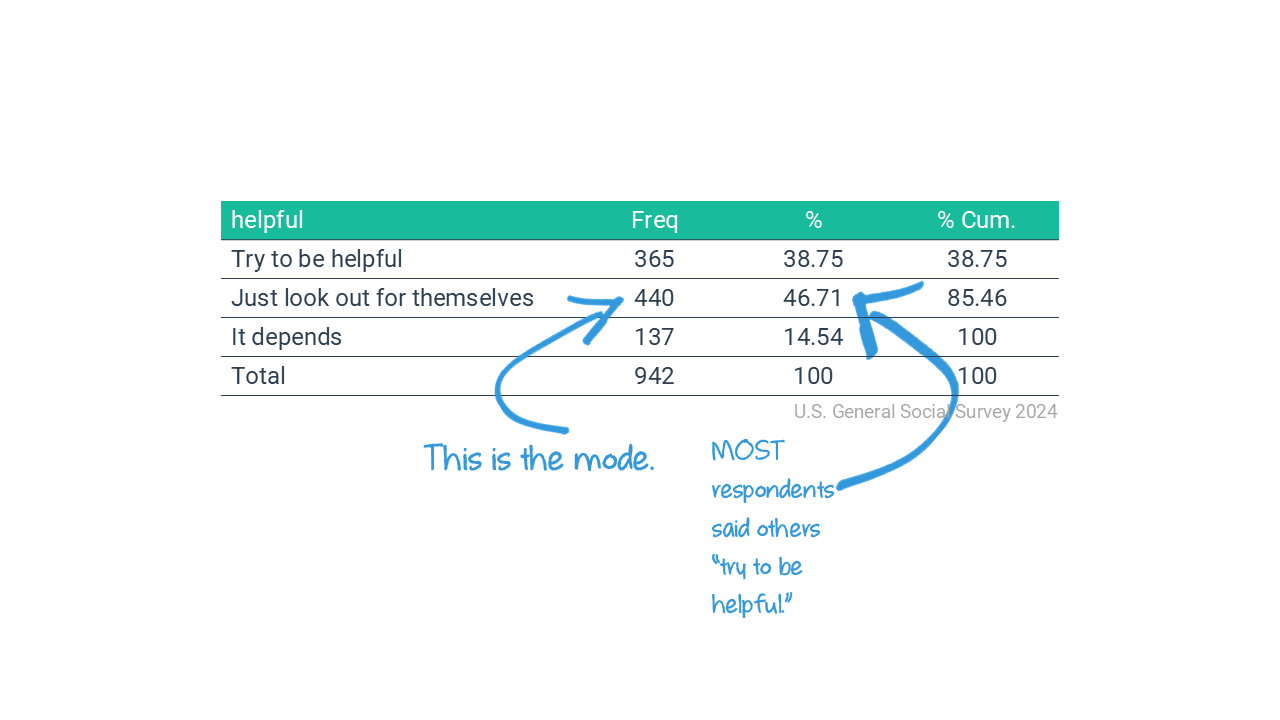 helpful Freq % % Cum.
Try to be helpful 365 38.75 38.75
Just look out for themselves 440 46.71 85.46
It depends 137 14.54 100
Total 942 100 100
U.S. General Social Survey 2024
This is the mode.
MOST
respondents
said others
“try to be
helpful.”